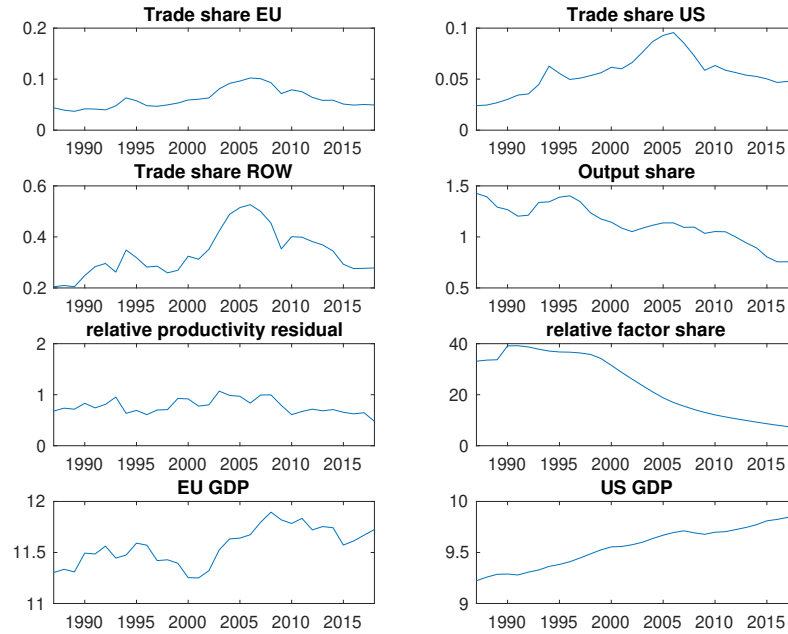 Trade share EU
0.2
0.1
0
1990 1995 2000 2005 2010 2015
Trade share US
0.1
0.05
0
1990 1995 2000 2005 2010 2015
Trade share ROW
0.6
0.4
0.2
1990 1995 2000 2005 2010 2015
Output share
1.5
1
0.5
1990 1995 2000 2005 2010 2015
relative productivity residual
2
1
0
1990 1995 2000 2005 2010 2015
relative factor share
40
20
0
1990 1995 2000 2005 2010 2015
EU GDP
12
11.5
11
1990 1995 2000 2005 2010 2015
US GDP
10
9.5
9
1990 1995 2000 2005 2010 2015